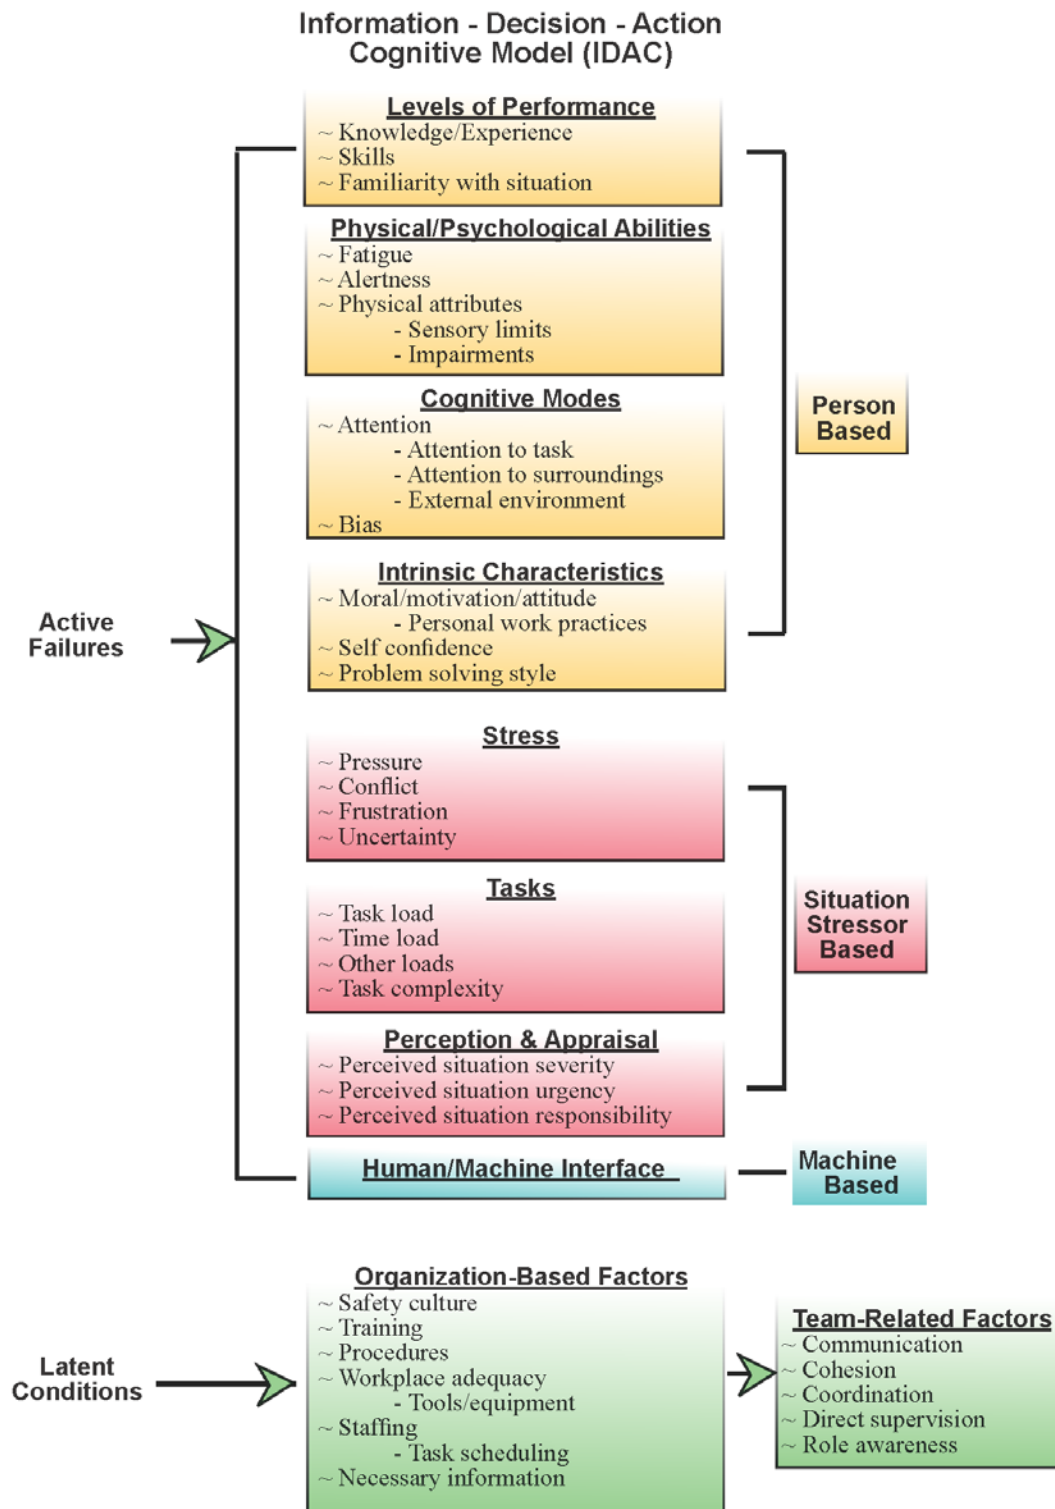 Information - Decision - Action
Cognitive Model (IDAC)
Levels of Performance
~ Knowledge/Experience
~ Skills
~ Familiarity with situation
Physical/Psychological Abilities
~ Fatigue
~ Alertness
~ Physical attributes
- Sensory limits
- Impairments
Cognitive Modes
~ Attention
- Attention to task
- Attention to surroundings
- External environment
~ Bias
Person
Based
Intrinsic Characteristics
~ Moral/motivation/attitude
- Personal work practices
~ Self confidence
~ Problem solving style
Active
Failures
Stress
~ Pressure
~ Conflict
~ Frustration
~ Uncertainty
Tasks
~ Task load
~ Time load
~ Other loads
~ Task complexity
Situation
Stressor
Based
Perception & Appraisal
~ Perceived situation severity
~ Perceived situation urgency
~ Perceived situation responsibility
Human/Machine Interface
Machine
Based
Latent
Conditions
Organization-Based Factors
~ Safety culture
~ Training
~ Procedures
~ Workplace adequacy
- Tools/equipment
~ Staffing
- Task scheduling
~ Necessary information
Team-Related Factors
~ Communication
~ Cohesion
~ Coordination
~ Direct supervision
~ Role awareness